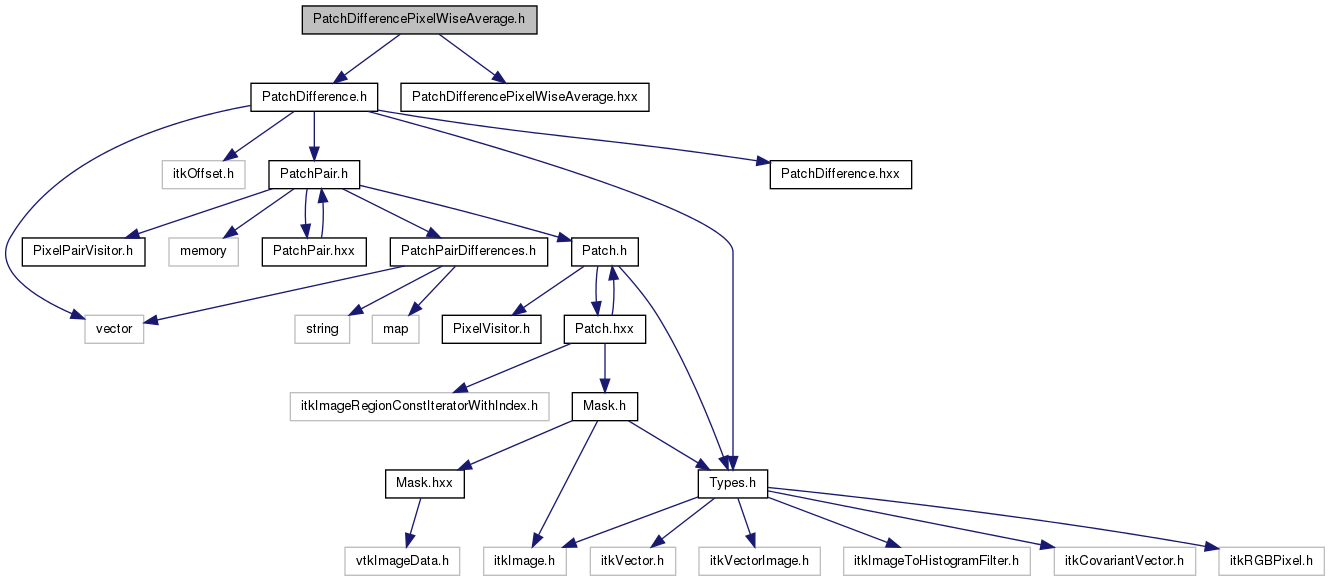 PatchDifferencePixelWiseAverage.h
PatchDifference.h
PatchDifferencePixelWiseAverage.hxx
itkOffset.h
PatchPair.h
PatchDifference.hxx
PixelPairVisitor.h
memory
PatchPair.hxx
PatchPairDifferences.h
Patch.h
vector
string
map
PixelVisitor.h
Patch.hxx
itkImageRegionConstIteratorWithIndex.h
Mask.h
Mask.hxx
Types.h
vtkImageData.h
itkImage.h
itkVector.h
itkVectorImage.h
itkImageToHistogramFilter.h
itkCovariantVector.h
itkRGBPixel.h